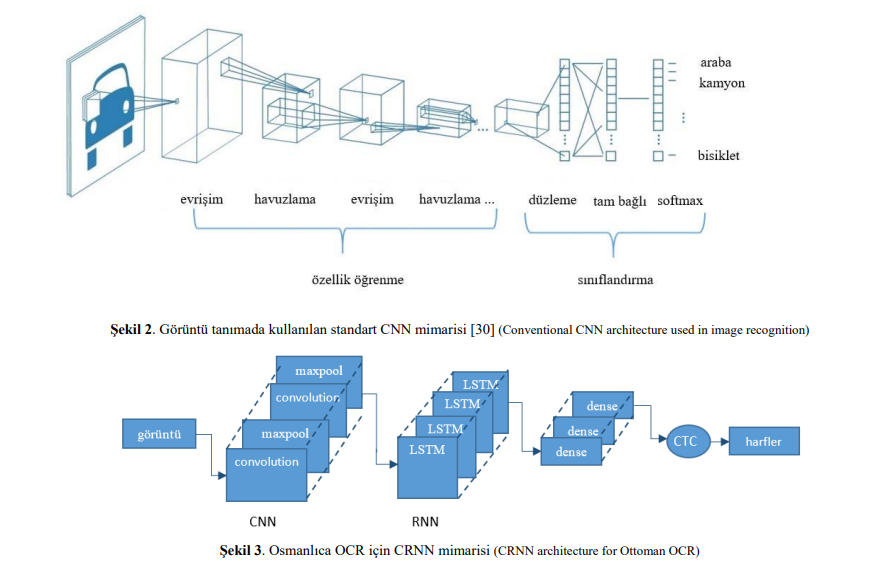 araba
kamyon
bisiklet
evrişim havuzlama evrişim havuzlama ... düzleme tam bağlı softmax
özellik öğrenme sınıflandırma
Şekil 2. Görüntü tanımada kullanılan standart CNN mimarisi [30] (Conventional CNN architecture used in image recognition)
maxpool
convolution
maxpool
convolution
görüntü
CNN
LSTM
LSTM
LSTM
LSTM
RNN
dense
dense
dense
CTC
harfler
Şekil 3. Osmanlıca OCR için CRNN mimarisi (CRNN architecture for Ottoman OCR)